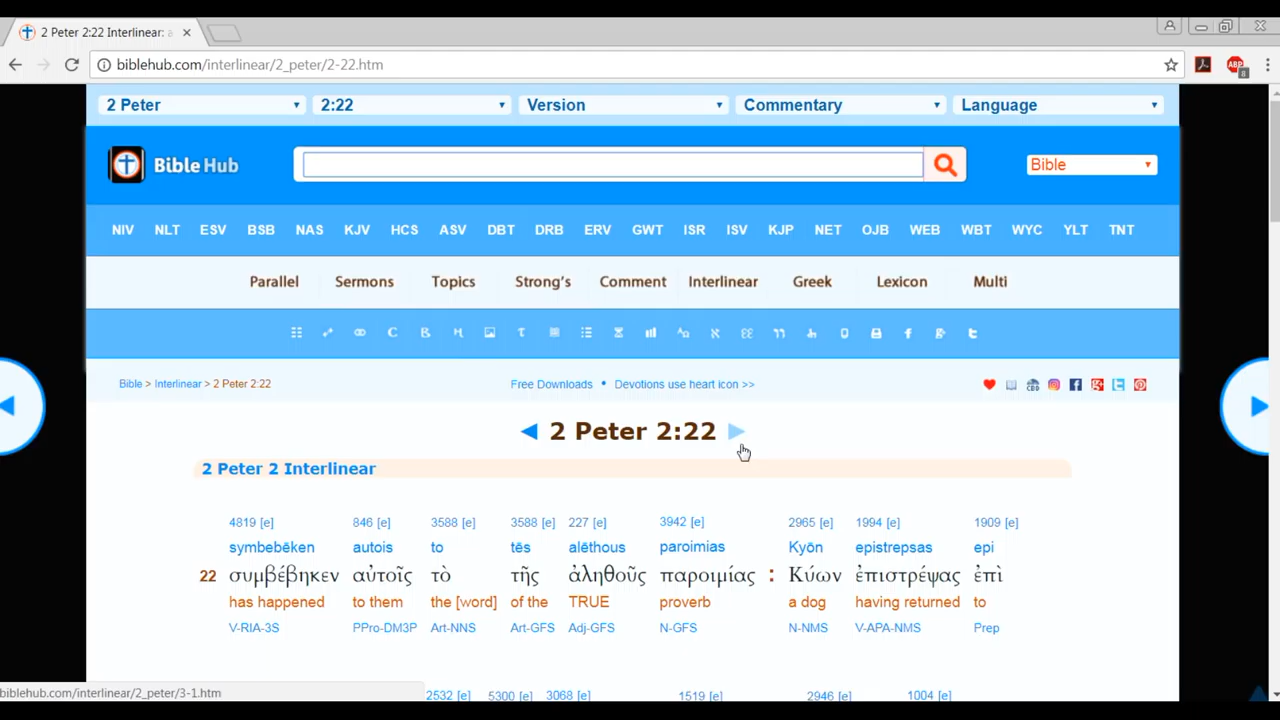 2 Peter 2:22 Interlinear: a
biblehub.com/interlinear/2_peter/2-22.htm
ABP
8
2 Peter 2:22 Version Commentary Language
Bible Hub
Bible
NIV NLT ESV BSB NAS KJV HCS ASV DBT DRB ERV GWT ISR ISV KJP NET OJB WEB WBT WYC YLT TNT
Parallel Sermons Topics Strong's Comment Interlinear Greek Lexicon Multi
Bible > Interlinear > 2 Peter 2:22 Free Downloads • Devotions use heart icon >>
◄ 2 Peter 2:22 ►
2 Peter 2 Interlinear
4819 [e] 846 [e] 3588 [e] 3588 [e] 227 [e] 3942 [e] 2965 [e] 1994 [e] 1909 [e]
symbebēken autois to tēs alēthous paroimias Kyōn epistrepsas epi
22 συμβέβηκεν αὐτοῖς τὸ τῆς ἀληθοῦς παροιμίας : Κύων ἐπιστρέψας ἐπὶ
has happened to them the [word] of the TRUE proverb a dog having returned to
V-RIA-3S PPro-DM3P Art-NNS Art-GFS Adj-GFS N-GFS N-NMS V-APA-NMS Prep
biblehub.com/interlinear/2_peter/3-1.htm
2532 [e] 5300 [e] 3068 [e] 1519 [e] 2946 [e] 1004 [e]